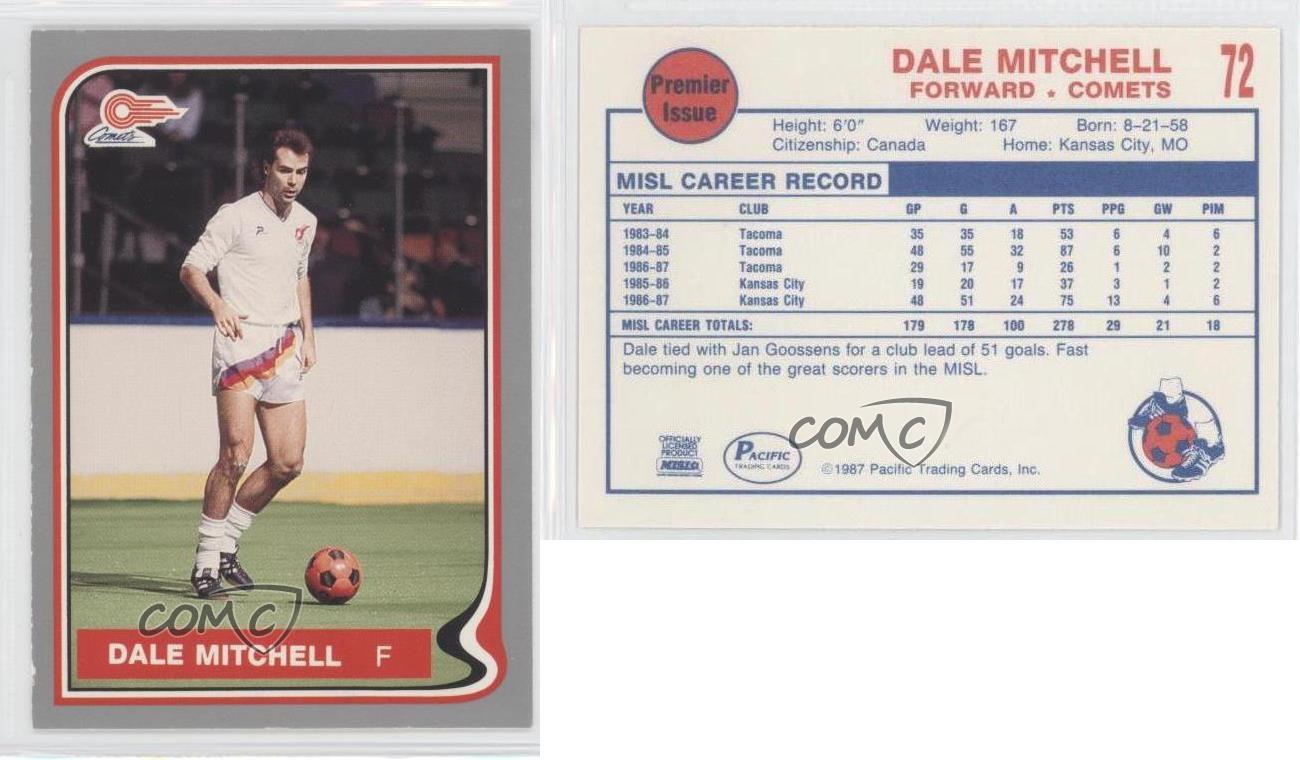 Comets
P
DALE MITCHELL F
COMC
Premier
Issue
DALE MITCHELL
FORWARD ★ COMETS
72
Height: 6'0" Weight: 167 Born: 8-21-58
Citizenship: Canada Home: Kansas City, MO
MISL CAREER RECORD
YEAR CLUB GP G A PTS PPG GW PIM
1983-84 Tacoma 35 35 18 53 6 4 6
1984-85 Tacoma 48 55 32 87 6 10 2
1986-87 Tacoma 29 17 9 26 1 2 2
1985-86 Kansas City 19 20 17 37 3 1 2
1986-87 Kansas City 48 51 24 75 13 4 6
MISL CAREER TOTALS: 179 178 100 278 29 21 18
Dale tied with Jan Goossens for a club lead of 51 goals. Fast
becoming one of the great scorers in the MISL.
COMC
OFFICIALLY
LICENSED
PRODUCT
MISL
PACIFIC
TRADING CARDS
©1987 Pacific Trading Cards, Inc.